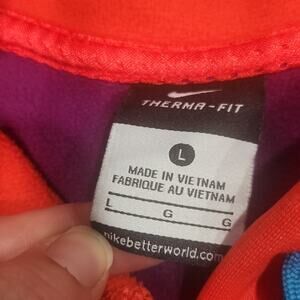 THERMA-FIT
L
MADE IN VIETNAM
FABRIQUE AU VIETNAM
L G G
nikebetterworld.com